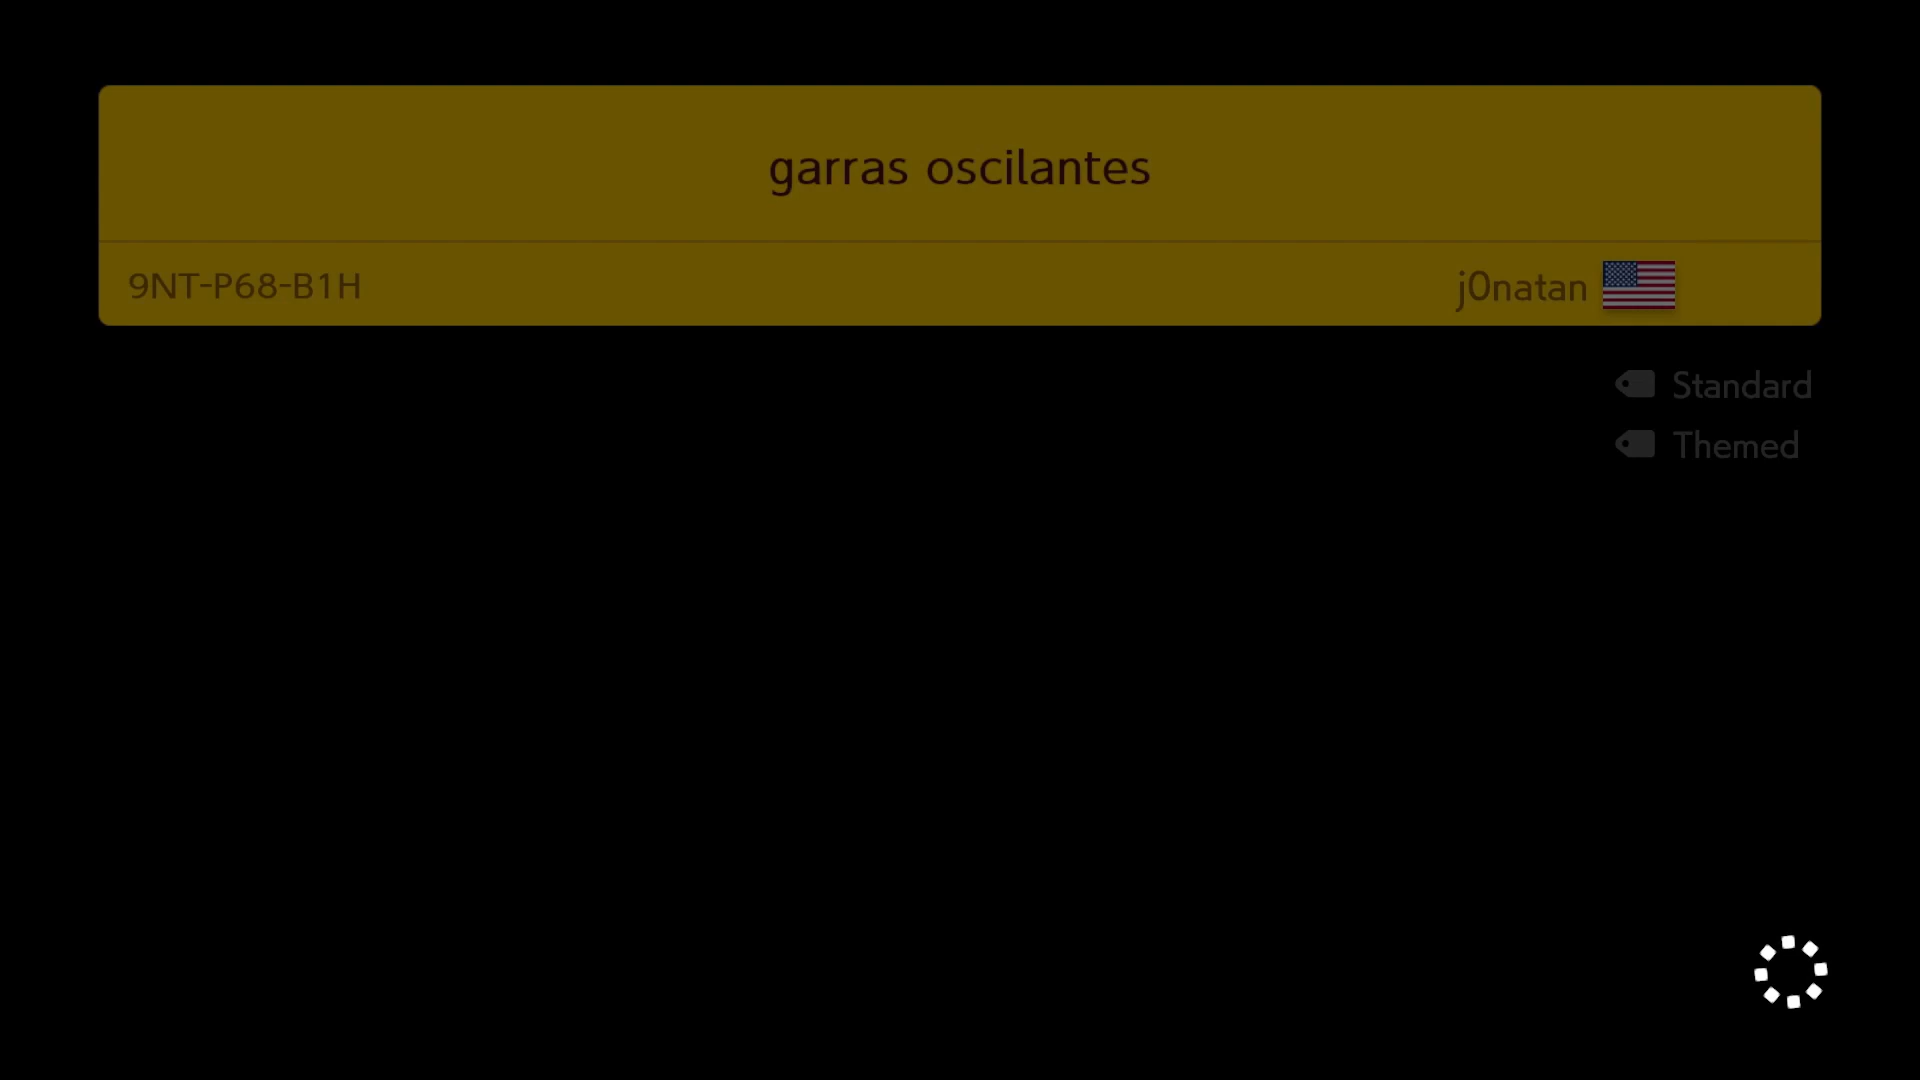 garras oscilantes
9NT-P68-B1H
j0natan
Standard
Themed